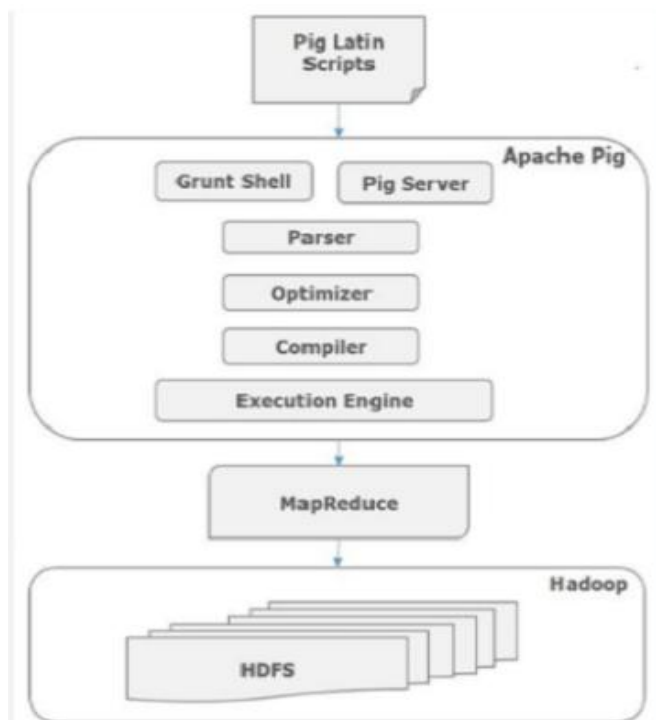 Pig Latin
Scripts
Apache Pig
Grunt Shell
Pig Server
Parser
Optimizer
Compiler
Execution Engine
MapReduce
Hadoop
HDFS